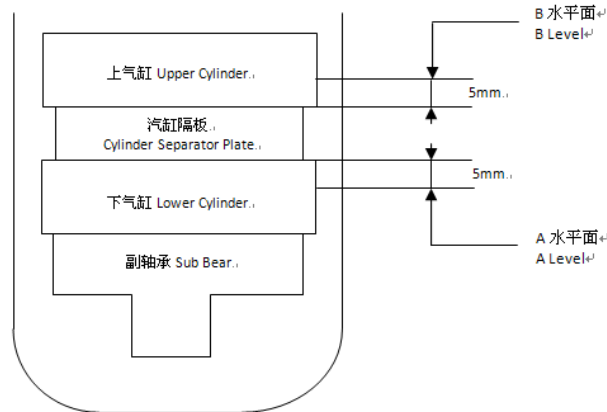 B 水平面↵
B Level↵
上气缸 Upper Cylinder.
5mm.
汽缸隔板.
Cylinder Separator Plate.
5mm.
下气缸 Lower Cylinder.
A 水平面↵
A Level↵
副轴承 Sub Bear.